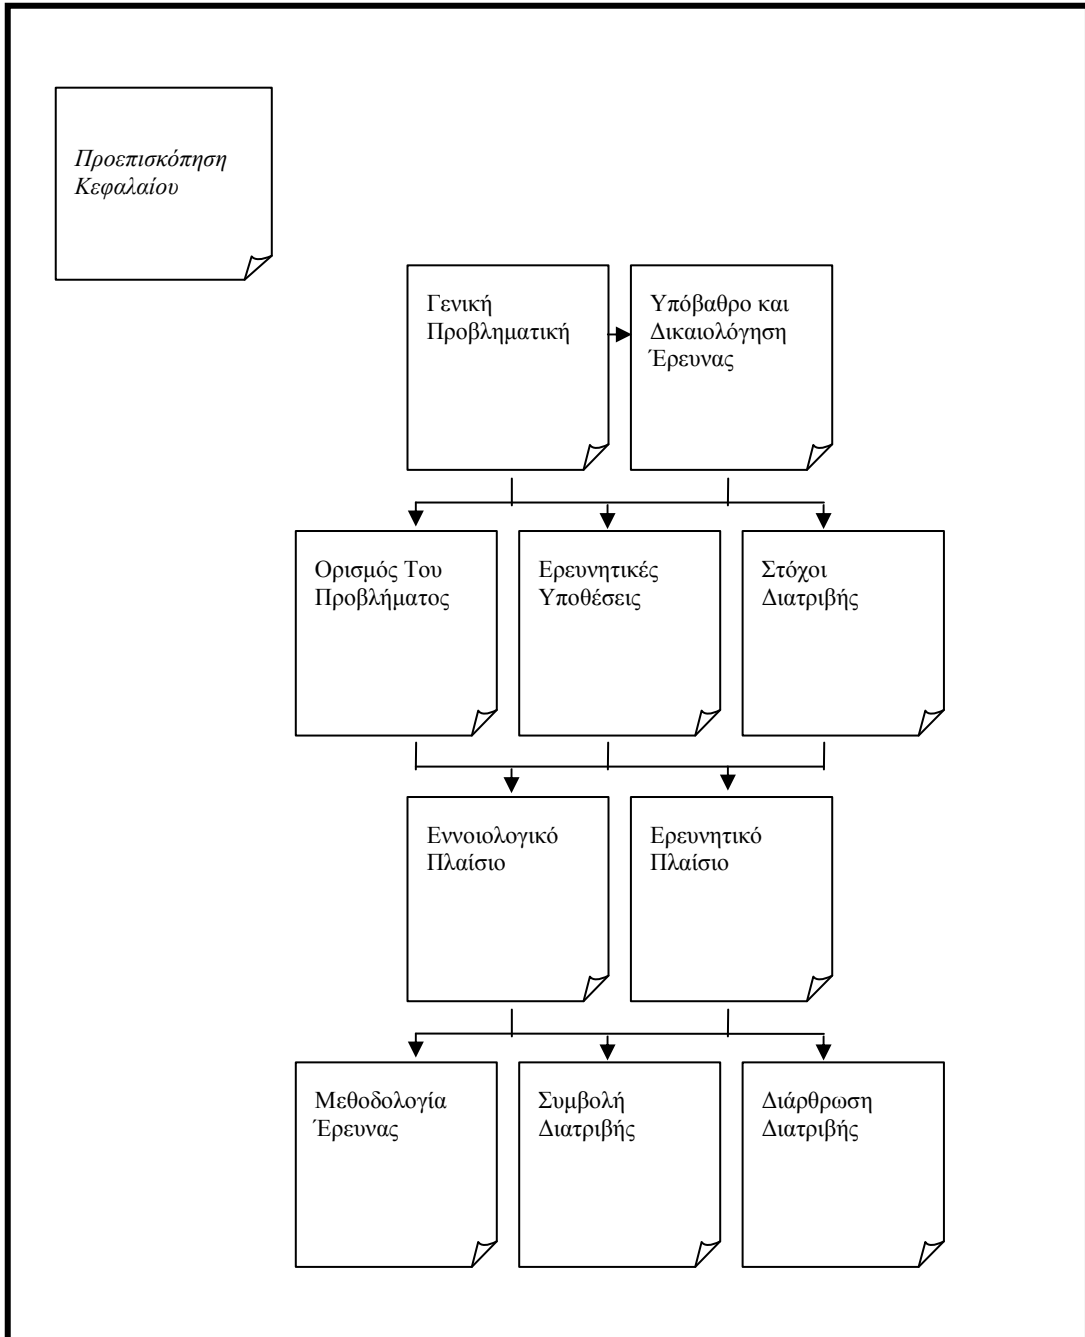 Προεπισκόπηση
Κεφαλαίου
Γενική
Προβληματική
Υπόβαθρο και
Δικαιολόγηση
Έρευνας
Ορισμός Του
Προβλήματος
Ερευνητικές
Υποθέσεις
Στόχοι
Διατριβής
Εννοιολογικό
Πλαίσιο
Ερευνητικό
Πλαίσιο
Μεθοδολογία
Έρευνας
Συμβολή
Διατριβής
Διάρθρωση
Διατριβής